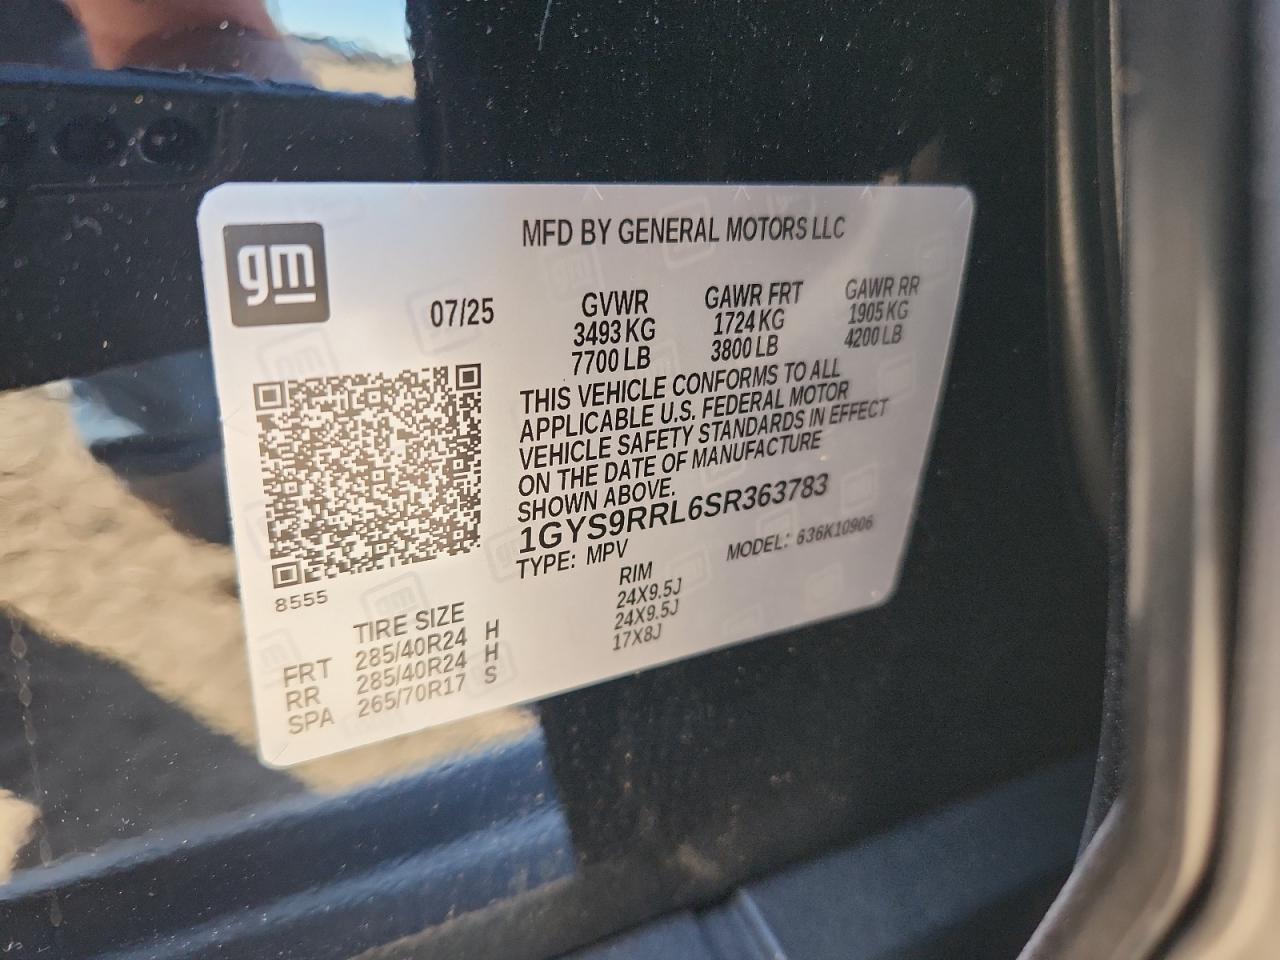 gm
MFD BY GENERAL MOTORS LLC
07/25
GVWR GAWR FRT GAWR RR
3493 KG 1724 KG 1905 KG
7700 LB 3800 LB 4200 LB
THIS VEHICLE CONFORMS TO ALL
APPLICABLE U.S. FEDERAL MOTOR
VEHICLE SAFETY STANDARDS IN EFFECT
ON THE DATE OF MANUFACTURE
SHOWN ABOVE.
1GYS9RRL6SR363783
TYPE: MPV MODEL: 636K10906
8555
TIRE SIZE RIM
FRT 285/40R24 H 24X9.5J
RR 285/40R24 H 24X9.5J
SPA 265/70R17 S 17X8J